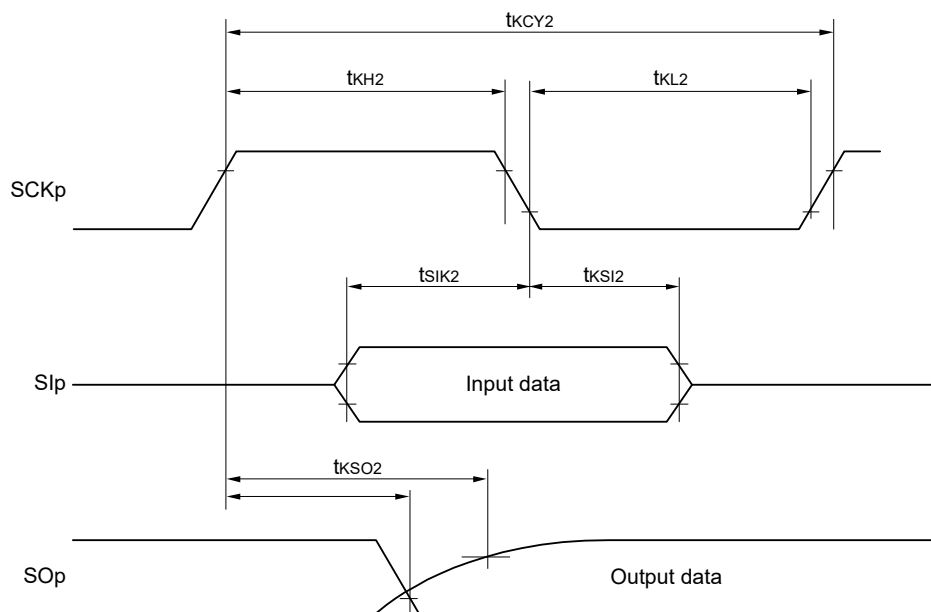 tKCY2
tKH2
tKL2
SCKp
tSIK2
tKSI2
SIp
Input data
tKSO2
SOp
Output data